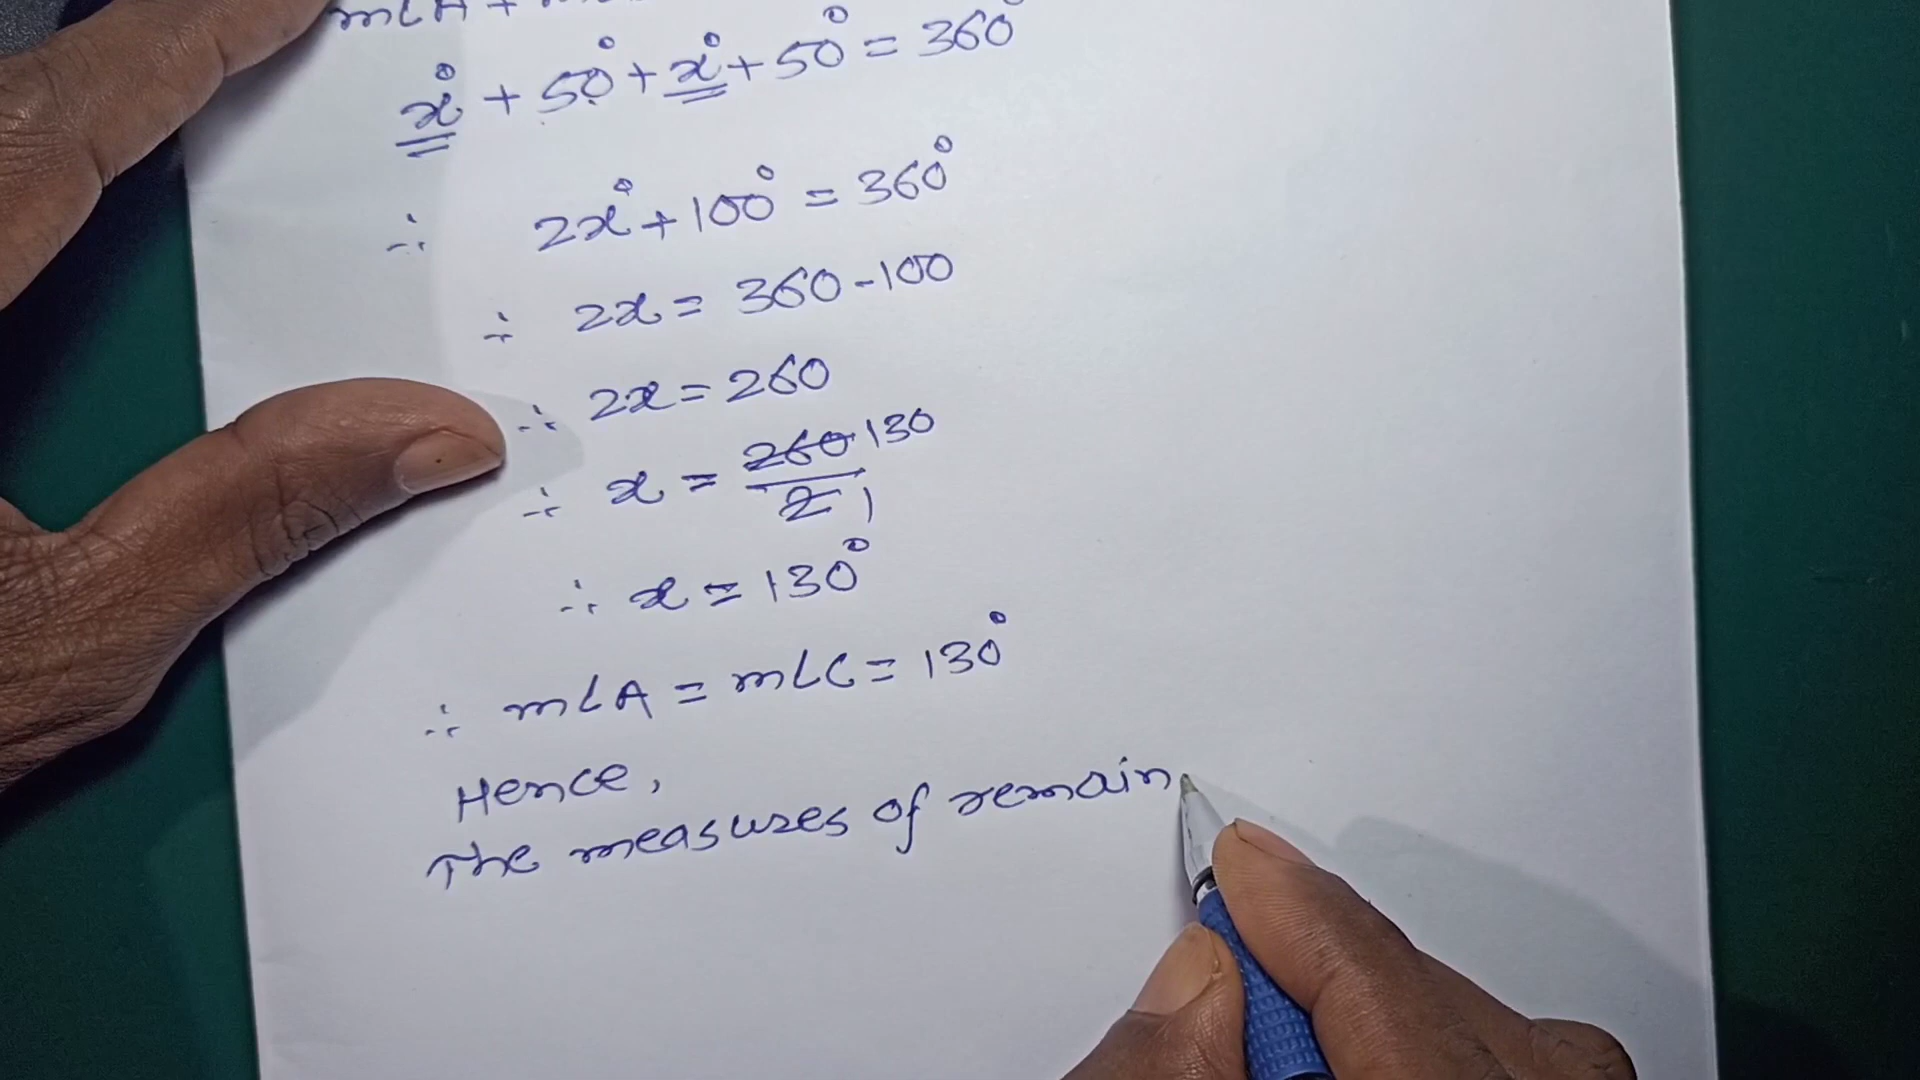 m∠A +
x° + 50° + x° + 50° = 360°
∴ 2x° + 100° = 360°
∴ 2x = 360 - 100
∴ 2x = 260
∴ x = 260/2 130 1
∴ x = 130°
∴ m∠A = m∠C = 130°
Hence,
The measures of remain